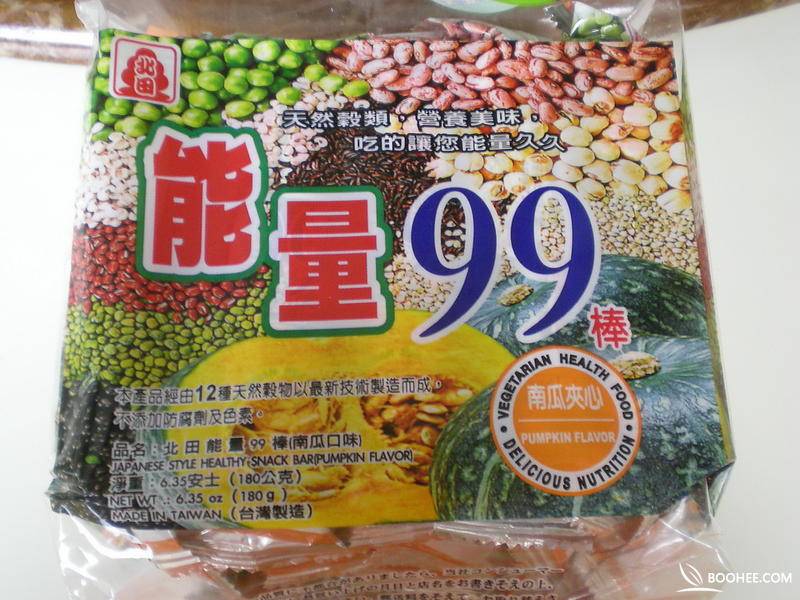 北田
天然穀類，營養美味，
吃的讓您能量久久
能量99棒
VEGETARIAN HEALTH FOOD
南瓜夾心
PUMPKIN FLAVOR
DELICIOUS NUTRITION
本產品經由12種天然穀物以最新技術製造而成，
不添加防腐劑及色素。
品名：北田能量99棒(南瓜口味)
JAPANESE STYLE HEALTHY SNACK BAR(PUMPKIN FLAVOR)
淨重：6.35安士（180公克）
NET WT.: 6.35 oz（180g）
MADE IN TAIWAN（台灣製造）
BOOHEE.COM